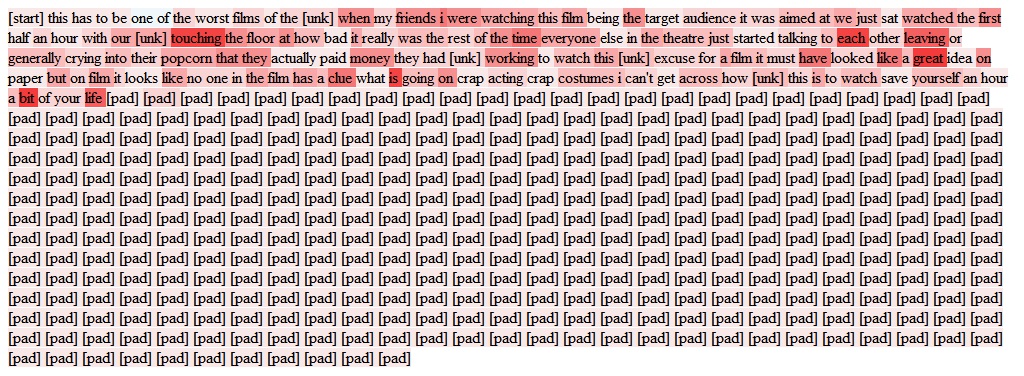 [start] this has to be one of the worst films of the [unk] when my friends i were watching this film being the target audience it was aimed at we just sat watched the first
half an hour with our [unk] touching the floor at how bad it really was the rest of the time everyone else in the theatre just started talking to each other leaving or
generally crying into their popcorn that they actually paid money they had [unk] working to watch this [unk] excuse for a film it must have looked like a great idea on
paper but on film it looks like no one in the film has a clue what is going on crap acting crap costumes i can't get across how [unk] this is to watch save yourself an hour
a bit of your life [pad] [pad] [pad] [pad] [pad] [pad] [pad] [pad] [pad] [pad] [pad] [pad] [pad] [pad] [pad] [pad] [pad] [pad] [pad] [pad] [pad] [pad] [pad] [pad]
[pad] [pad] [pad] [pad] [pad] [pad] [pad] [pad] [pad] [pad] [pad] [pad] [pad] [pad] [pad] [pad] [pad] [pad] [pad] [pad] [pad] [pad] [pad] [pad] [pad] [pad] [pad]
[pad] [pad] [pad] [pad] [pad] [pad] [pad] [pad] [pad] [pad] [pad] [pad] [pad] [pad] [pad] [pad] [pad] [pad] [pad] [pad] [pad] [pad] [pad] [pad] [pad] [pad] [pad]
[pad] [pad] [pad] [pad] [pad] [pad] [pad] [pad] [pad] [pad] [pad] [pad] [pad] [pad] [pad] [pad] [pad] [pad] [pad] [pad] [pad] [pad] [pad] [pad] [pad] [pad] [pad]
[pad] [pad] [pad] [pad] [pad] [pad] [pad] [pad] [pad] [pad] [pad] [pad] [pad] [pad] [pad] [pad] [pad] [pad] [pad] [pad] [pad] [pad] [pad] [pad] [pad] [pad] [pad]
[pad] [pad] [pad] [pad] [pad] [pad] [pad] [pad] [pad] [pad] [pad] [pad] [pad] [pad] [pad] [pad] [pad] [pad] [pad] [pad] [pad] [pad] [pad] [pad] [pad] [pad] [pad]
[pad] [pad] [pad] [pad] [pad] [pad] [pad] [pad] [pad] [pad] [pad] [pad] [pad] [pad] [pad] [pad] [pad] [pad] [pad] [pad] [pad] [pad] [pad] [pad] [pad] [pad] [pad]
[pad] [pad] [pad] [pad] [pad] [pad] [pad] [pad] [pad] [pad] [pad] [pad] [pad] [pad] [pad] [pad] [pad] [pad] [pad] [pad] [pad] [pad] [pad] [pad] [pad] [pad] [pad]
[pad] [pad] [pad] [pad] [pad] [pad] [pad] [pad] [pad] [pad] [pad] [pad] [pad] [pad] [pad] [pad] [pad] [pad] [pad] [pad] [pad] [pad] [pad] [pad] [pad] [pad] [pad]
[pad] [pad] [pad] [pad] [pad] [pad] [pad] [pad] [pad] [pad] [pad] [pad] [pad] [pad] [pad] [pad] [pad] [pad] [pad] [pad] [pad] [pad] [pad] [pad] [pad] [pad] [pad]
[pad] [pad] [pad] [pad] [pad] [pad] [pad] [pad] [pad] [pad] [pad] [pad] [pad] [pad] [pad] [pad] [pad] [pad] [pad] [pad] [pad] [pad] [pad] [pad] [pad] [pad] [pad]
[pad] [pad] [pad] [pad] [pad] [pad] [pad] [pad] [pad] [pad] [pad] [pad] [pad] [pad] [pad] [pad] [pad] [pad] [pad] [pad] [pad] [pad] [pad] [pad] [pad] [pad] [pad]
[pad] [pad] [pad] [pad] [pad] [pad] [pad] [pad] [pad] [pad] [pad] [pad] [pad] [pad] [pad] [pad] [pad] [pad] [pad] [pad] [pad] [pad] [pad] [pad] [pad] [pad] [pad]
[pad] [pad] [pad] [pad] [pad] [pad] [pad] [pad] [pad] [pad] [pad]